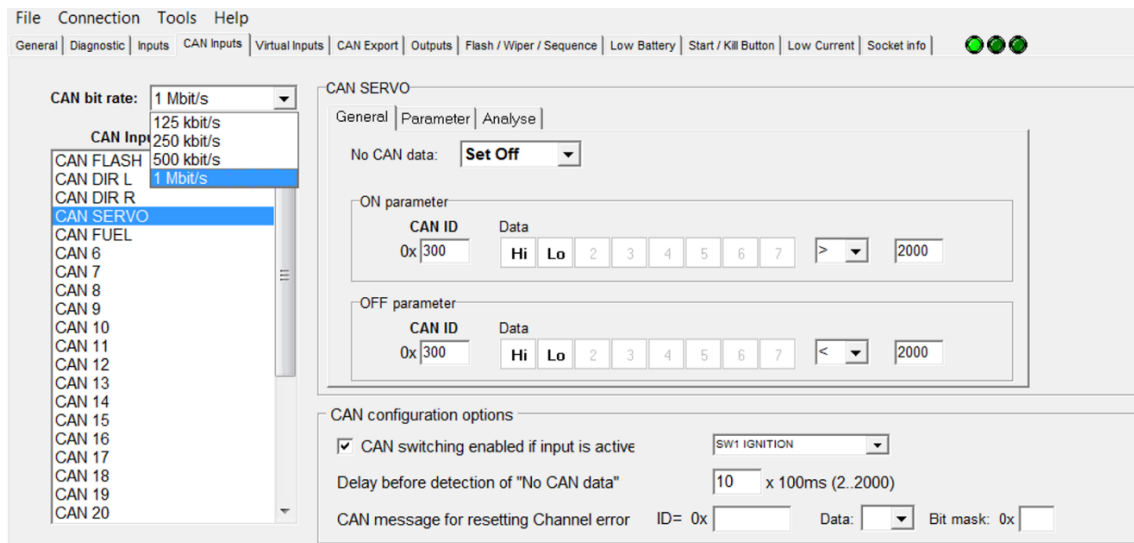 File Connection Tools Help
General Diagnostic Inputs CAN Inputs Virtual Inputs CAN Export Outputs Flash / Wiper / Sequence Low Battery Start / Kill Button Low Current Socket info
CAN bit rate: 1 Mbit/s
125 kbit/s
250 kbit/s
500 kbit/s
1 Mbit/s
CAN Inp
CAN FLASH
CAN DIR L
CAN DIR R
CAN SERVO
CAN FUEL
CAN 6
CAN 7
CAN 8
CAN 9
CAN 10
CAN 11
CAN 12
CAN 13
CAN 14
CAN 15
CAN 16
CAN 17
CAN 18
CAN 19
CAN 20
CAN SERVO
General Parameter Analyse
No CAN data: Set Off
ON parameter
CAN ID Data
0x 300 Hi Lo 2 3 4 5 6 7 > 2000
OFF parameter
CAN ID Data
0x 300 Hi Lo 2 3 4 5 6 7 < 2000
CAN configuration options
CAN switching enabled if input is active SW1 IGNITION
Delay before detection of "No CAN data" 10 x 100ms (2..2000)
CAN message for resetting Channel error ID= 0x Data: Bit mask: 0x